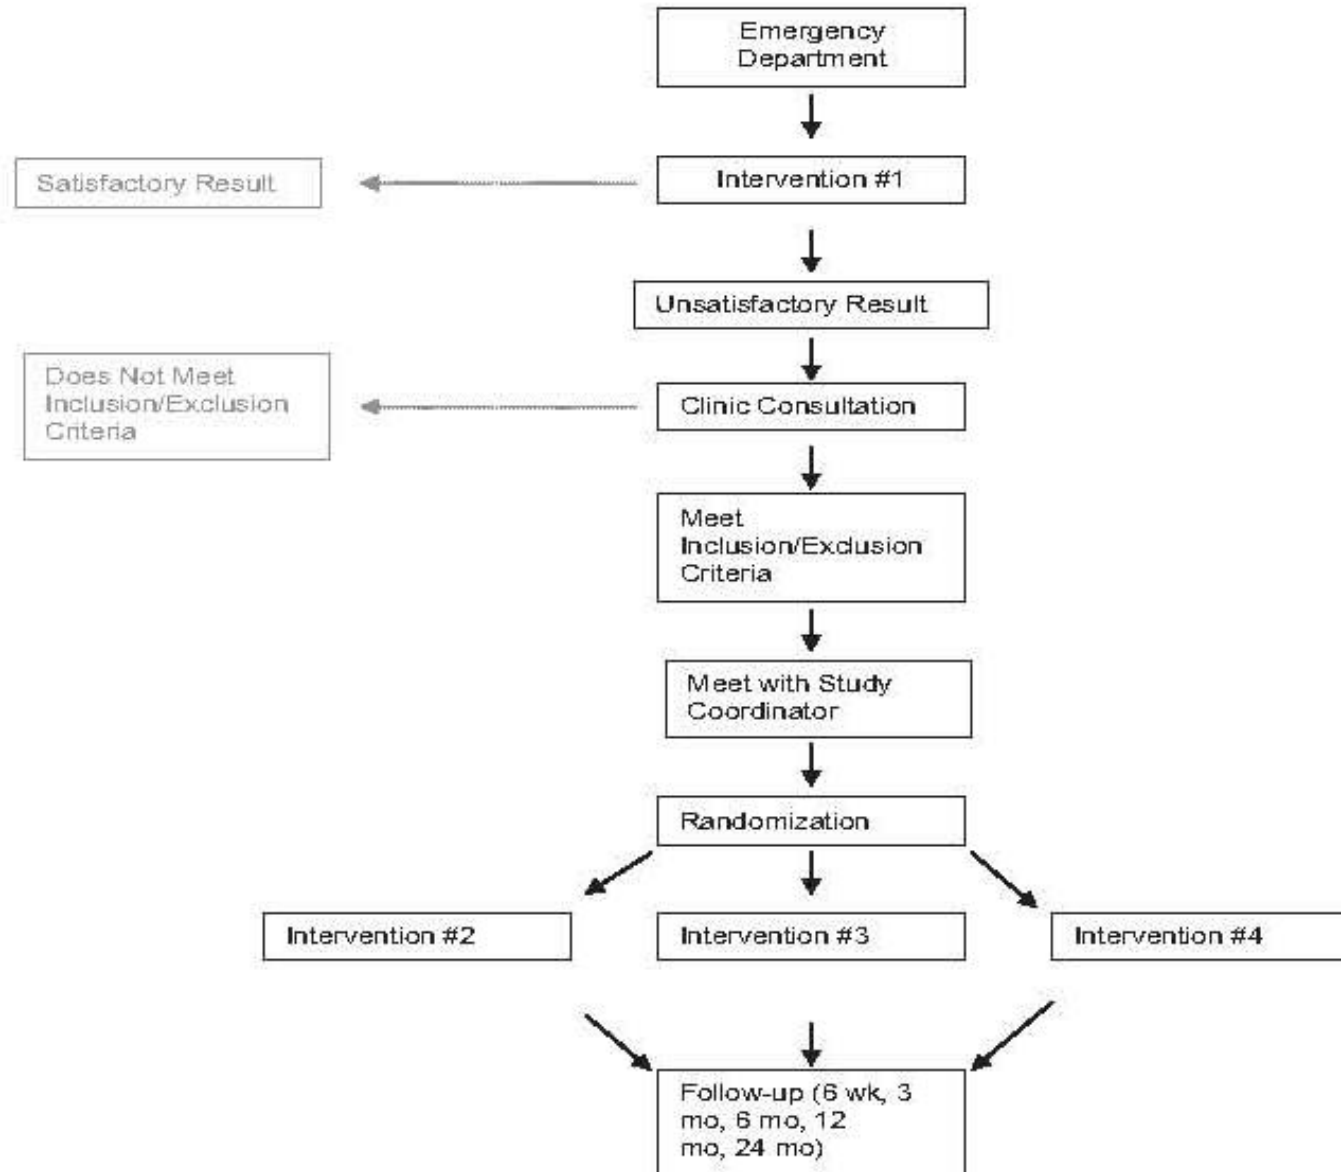 Emergency
Department
Satisfactory Result
Intervention #1
Unsatisfactory Result
Does Not Meet
Inclusion/Exclusion
Criteria
Clinic Consultation
Meet
Inclusion/Exclusion
Criteria
Meet with Study
Coordinator
Randomization
Intervention #2
Intervention #3
Intervention #4
Follow-up (6 wk, 3
mo, 6 mo, 12
mo, 24 mo)